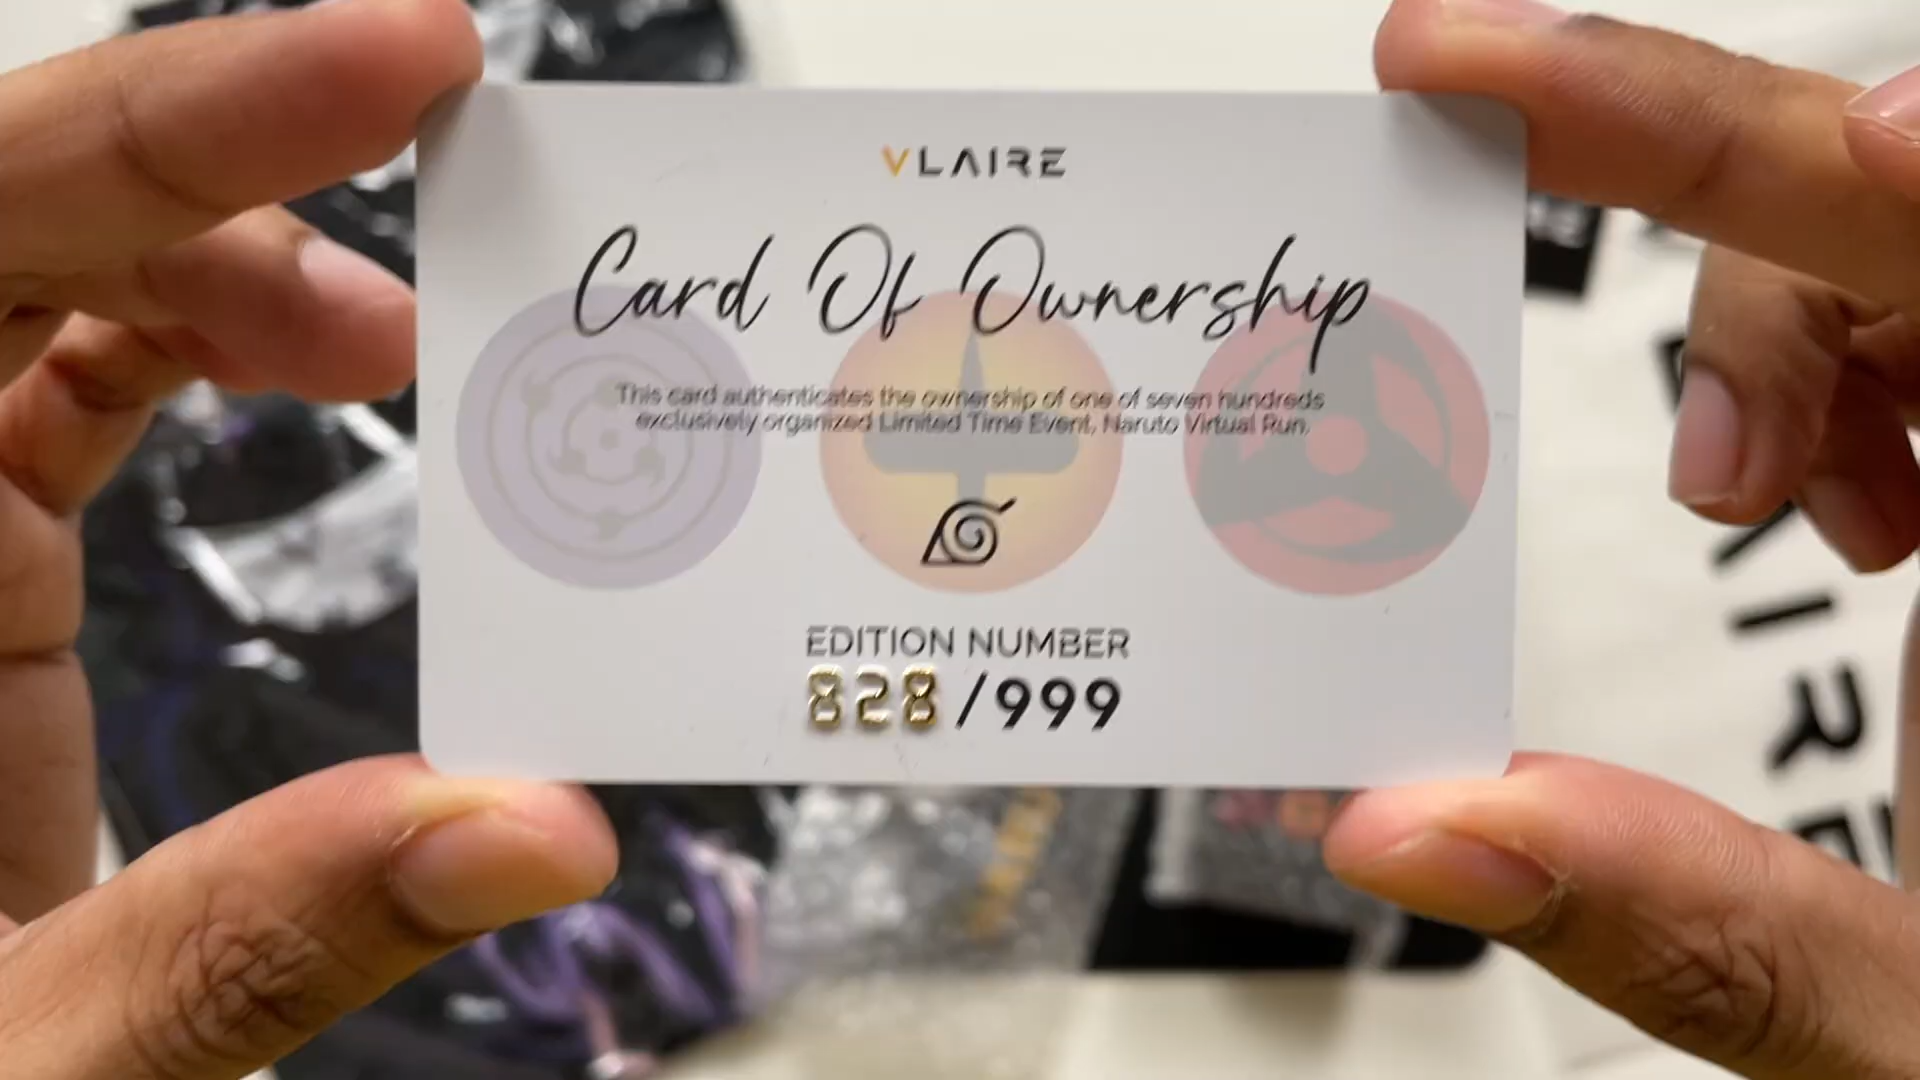 VLAIRE
Card Of Ownership
This card authenticates the ownership of one of seven hundreds
exclusively organized Limited Time Event, Naruto Virtual Run.
EDITION NUMBER
828/999